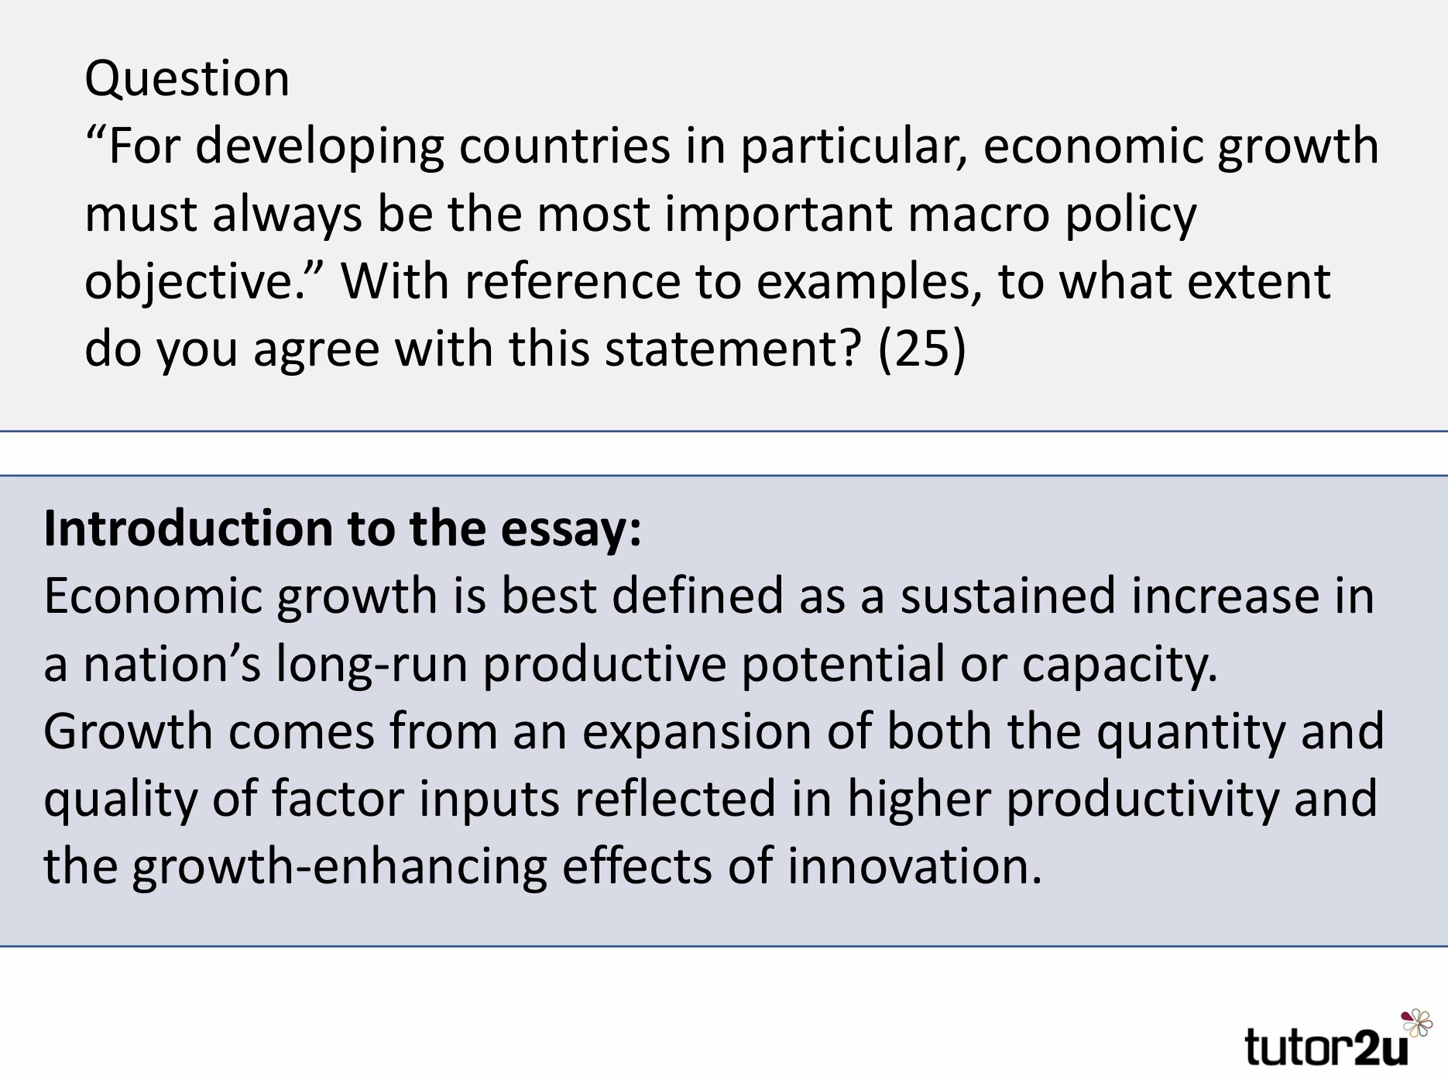 Question
“For developing countries in particular, economic growth
must always be the most important macro policy
objective.” With reference to examples, to what extent
do you agree with this statement? (25)
Introduction to the essay:
Economic growth is best defined as a sustained increase in
a nation’s long-run productive potential or capacity.
Growth comes from an expansion of both the quantity and
quality of factor inputs reflected in higher productivity and
the growth-enhancing effects of innovation.
tutor2u